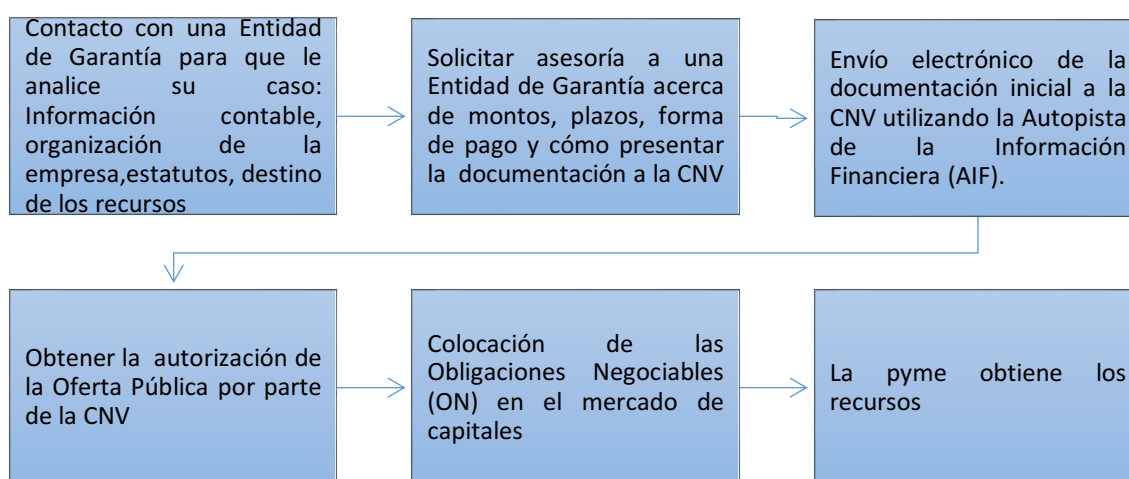 Contacto con una Entidad
de Garantía para que le
analice su caso:
Información contable,
organización de la
empresa,estatutos, destino
de los recursos
Solicitar asesoría a una
Entidad de Garantía acerca
de montos, plazos, forma
de pago y cómo presentar
la documentación a la CNV
Envío electrónico de la
documentación inicial a la
CNV utilizando la Autopista
de la Información
Financiera (AIF).
Obtener la autorización de
la Oferta Pública por parte
de la CNV
Colocación de las
Obligaciones Negociables
(ON) en el mercado de
capitales
La pyme obtiene los
recursos